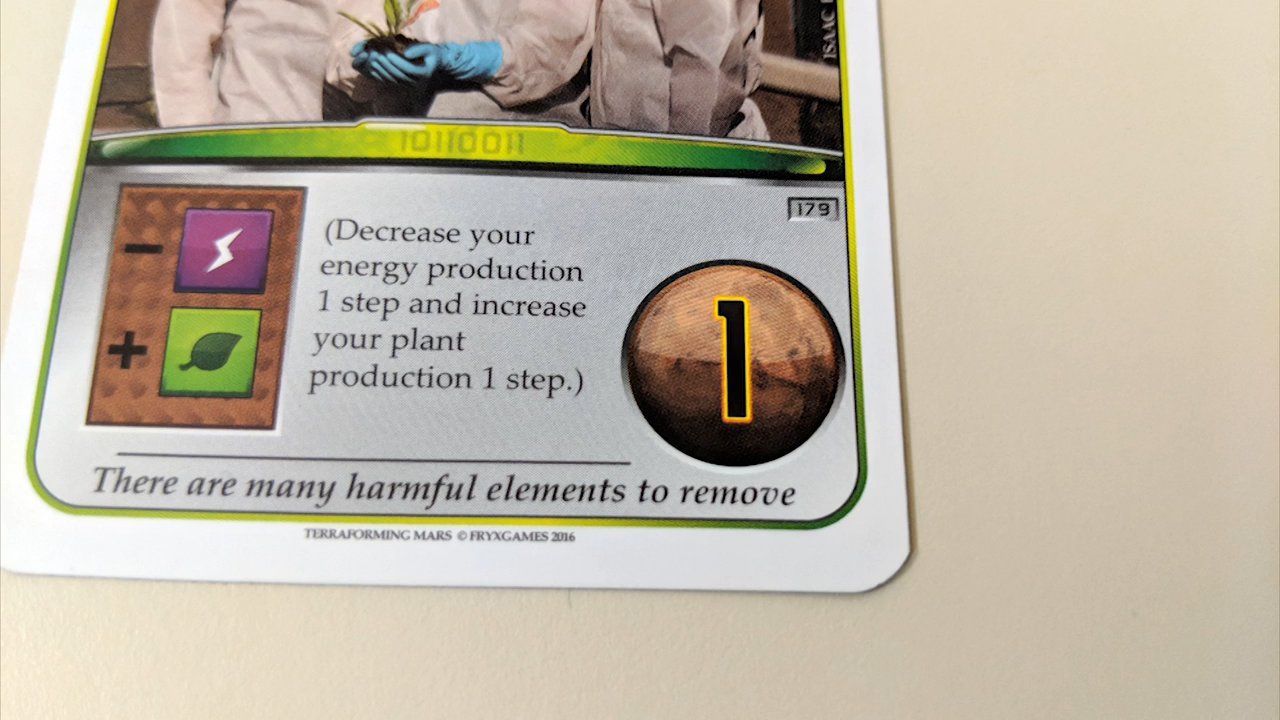 10110011
179
(Decrease your
energy production
1 step and increase
your plant
production 1 step.)
1
There are many harmful elements to remove
TERRAFORMING MARS © FRYXGAMES 2016
ISAAC